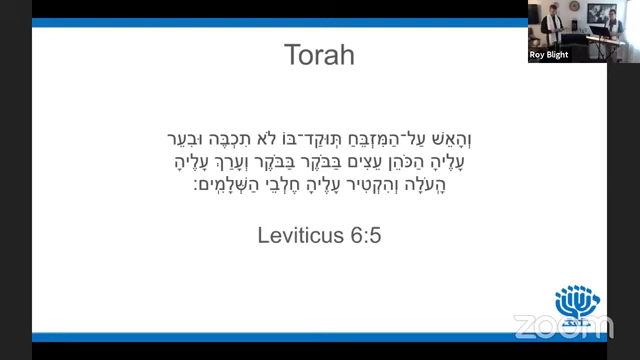 Torah
Roy Blight
וְהָאֵשׁ עַל־הַמִּזְבֵּחַ תּֽוּקַד־בּוֹ לֹא תִכְבֶּה וּבִעֵר
עָלֶיהָ הַכֹּהֵן עֵצִים בַּבֹּקֶר בַּבֹּקֶר וְעָרַךְ עָלֶיהָ
הָֽעֹלָה וְהִקְטִיר עָלֶיהָ חֶלְבֵי הַשְּׁלָמִֽים׃
Leviticus 6:5
zoom